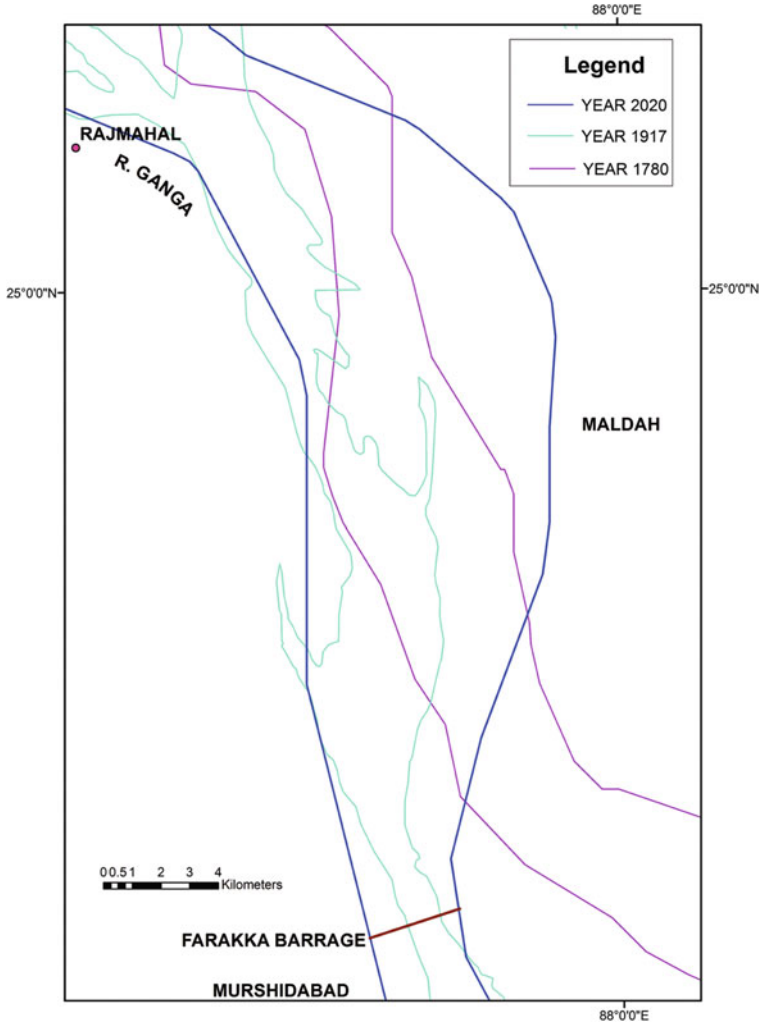 88°0'0"E
Legend
YEAR 2020
YEAR 1917
YEAR 1780
RAJMAHAL
R. GANGA
25°0'0"N
25°0'0"N
MALDAH
0 0.5 1 2 3 4
Kilometers
FARAKKA BARRAGE
MURSHIDABAD
88°0'0"E